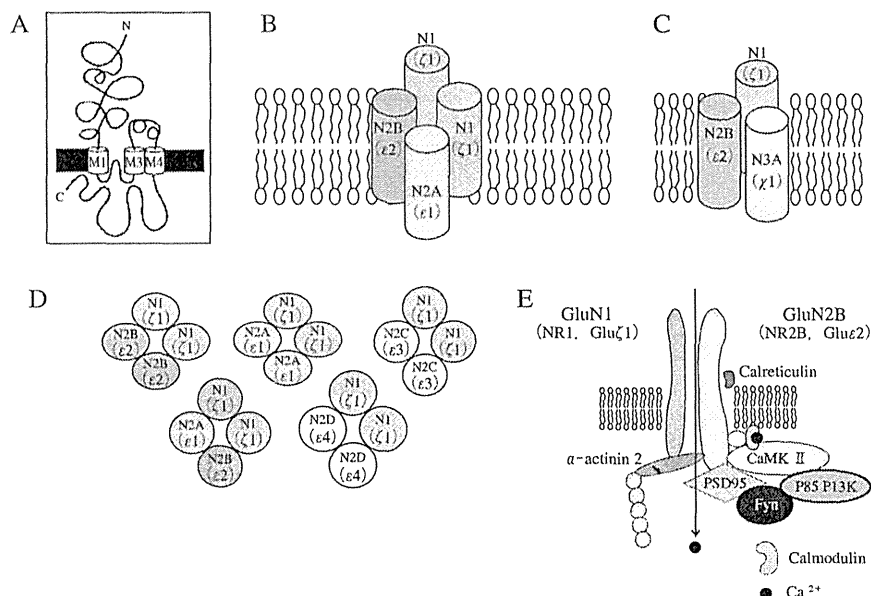 A
N
M1
M3
M4
C
B
N1
(ζ1)
N2B
(ε2)
N1
(ζ1)
N2A
(ε1)
C
N1
(ζ1)
N2B
(ε2)
N3A
(χ1)
D
N1
(ζ1)
N2B
(ε2)
N1
(ζ1)
N2B
(ε2)
N1
(ζ1)
N2A
(ε1)
N1
(ζ1)
N2A
(ε1)
N1
(ζ1)
N2C
(ε3)
N1
(ζ1)
N2C
(ε3)
N1
(ζ1)
N2A
(ε1)
N1
(ζ1)
N2B
(ε2)
N1
(ζ1)
N2D
(ε4)
N1
(ζ1)
N2D
(ε4)
E
GluN1
(NR1, Gluζ1)
GluN2B
(NR2B, Gluε2)
Calreticulin
α-actinin 2
CaMK Ⅱ
PSD95
P85 P13K
Fyn
Calmodulin
Ca²⁺